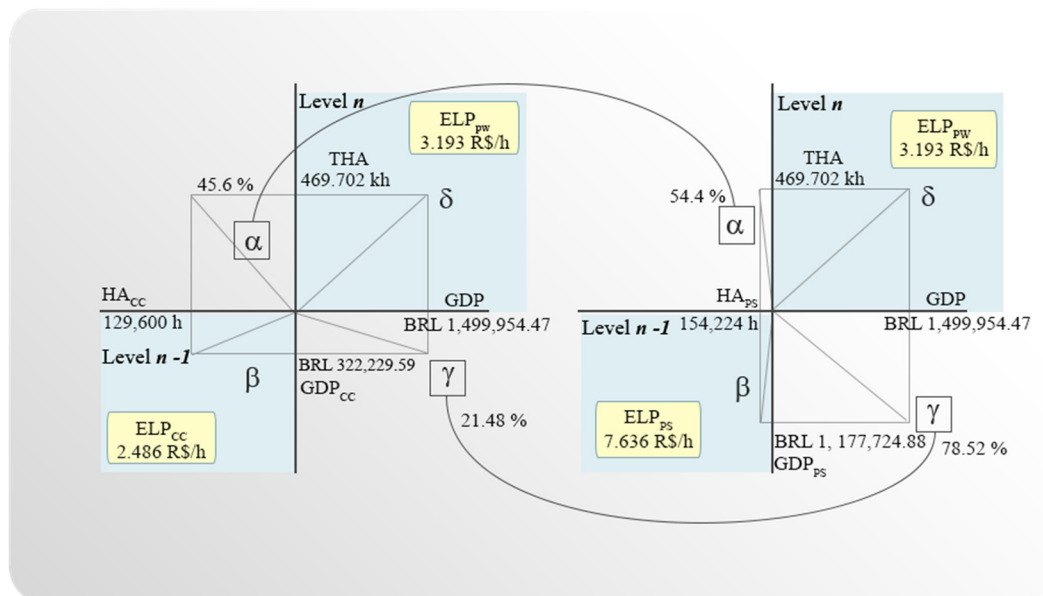 Level n
ELPpw
3.193 R$/h
THA
469.702 kh
45.6 %
δ
α
HACC
GDP
129,600 h
BRL 1,499,954.47
Level n -1
BRL 322,229.59
GDPCC
β
γ
21.48 %
ELPCC
2.486 R$/h
Level n
ELPpw
3.193 R$/h
THA
469.702 kh
54.4 %
δ
α
HAPS
GDP
Level n -1
154,224 h
BRL 1,499,954.47
β
ELPPS
7.636 R$/h
γ
BRL 1, 177,724.88
78.52 %
GDPPS